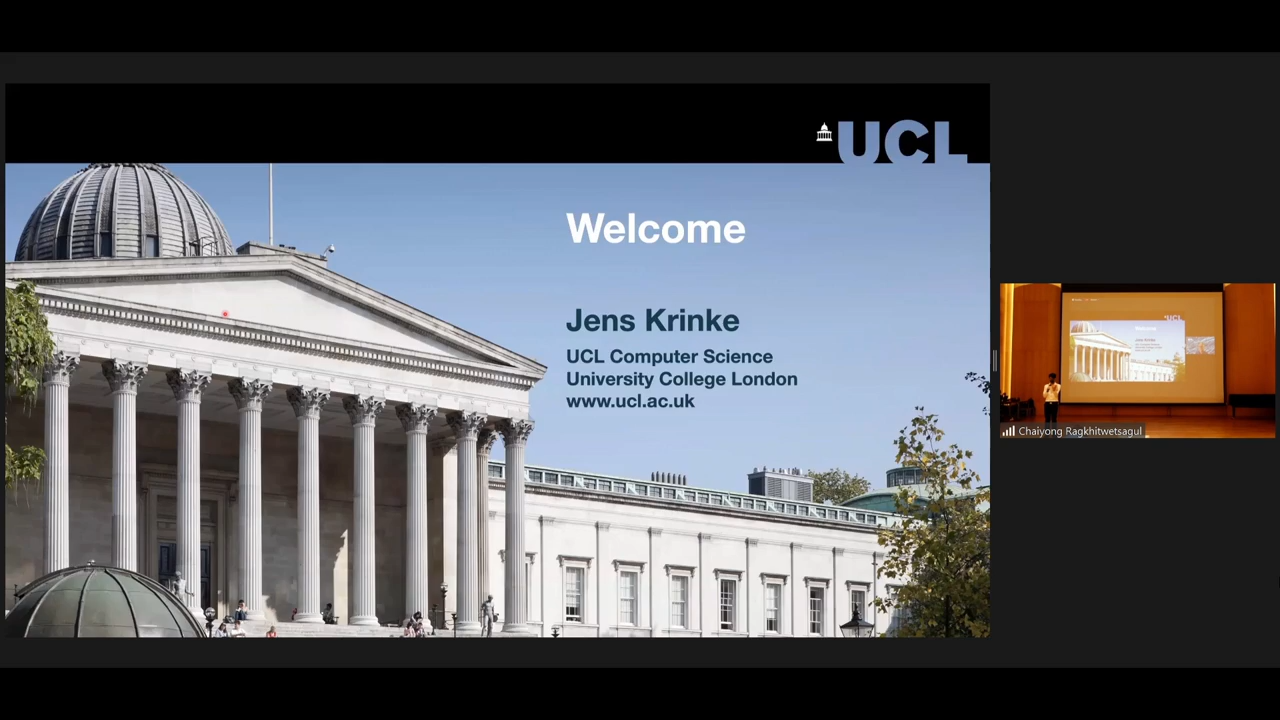 UCL
Welcome
Jens Krinke
UCL Computer Science
University College London
www.ucl.ac.uk
Chaiyong Ragkhitwetsagul